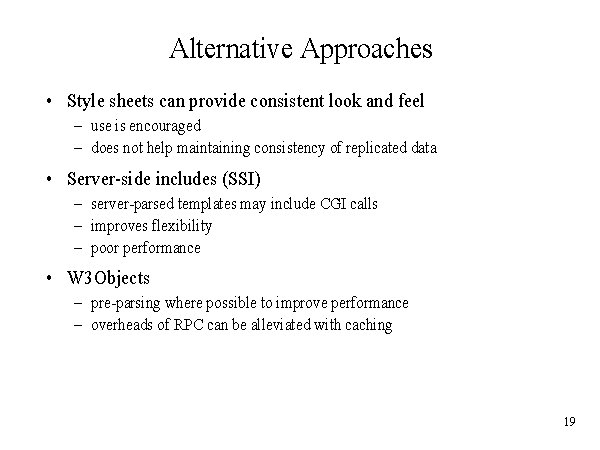 Alternative Approaches
• Style sheets can provide consistent look and feel
– use is encouraged
– does not help maintaining consistency of replicated data
• Server-side includes (SSI)
– server-parsed templates may include CGI calls
– improves flexibility
– poor performance
• W3Objects
– pre-parsing where possible to improve performance
– overheads of RPC can be alleviated with caching
19